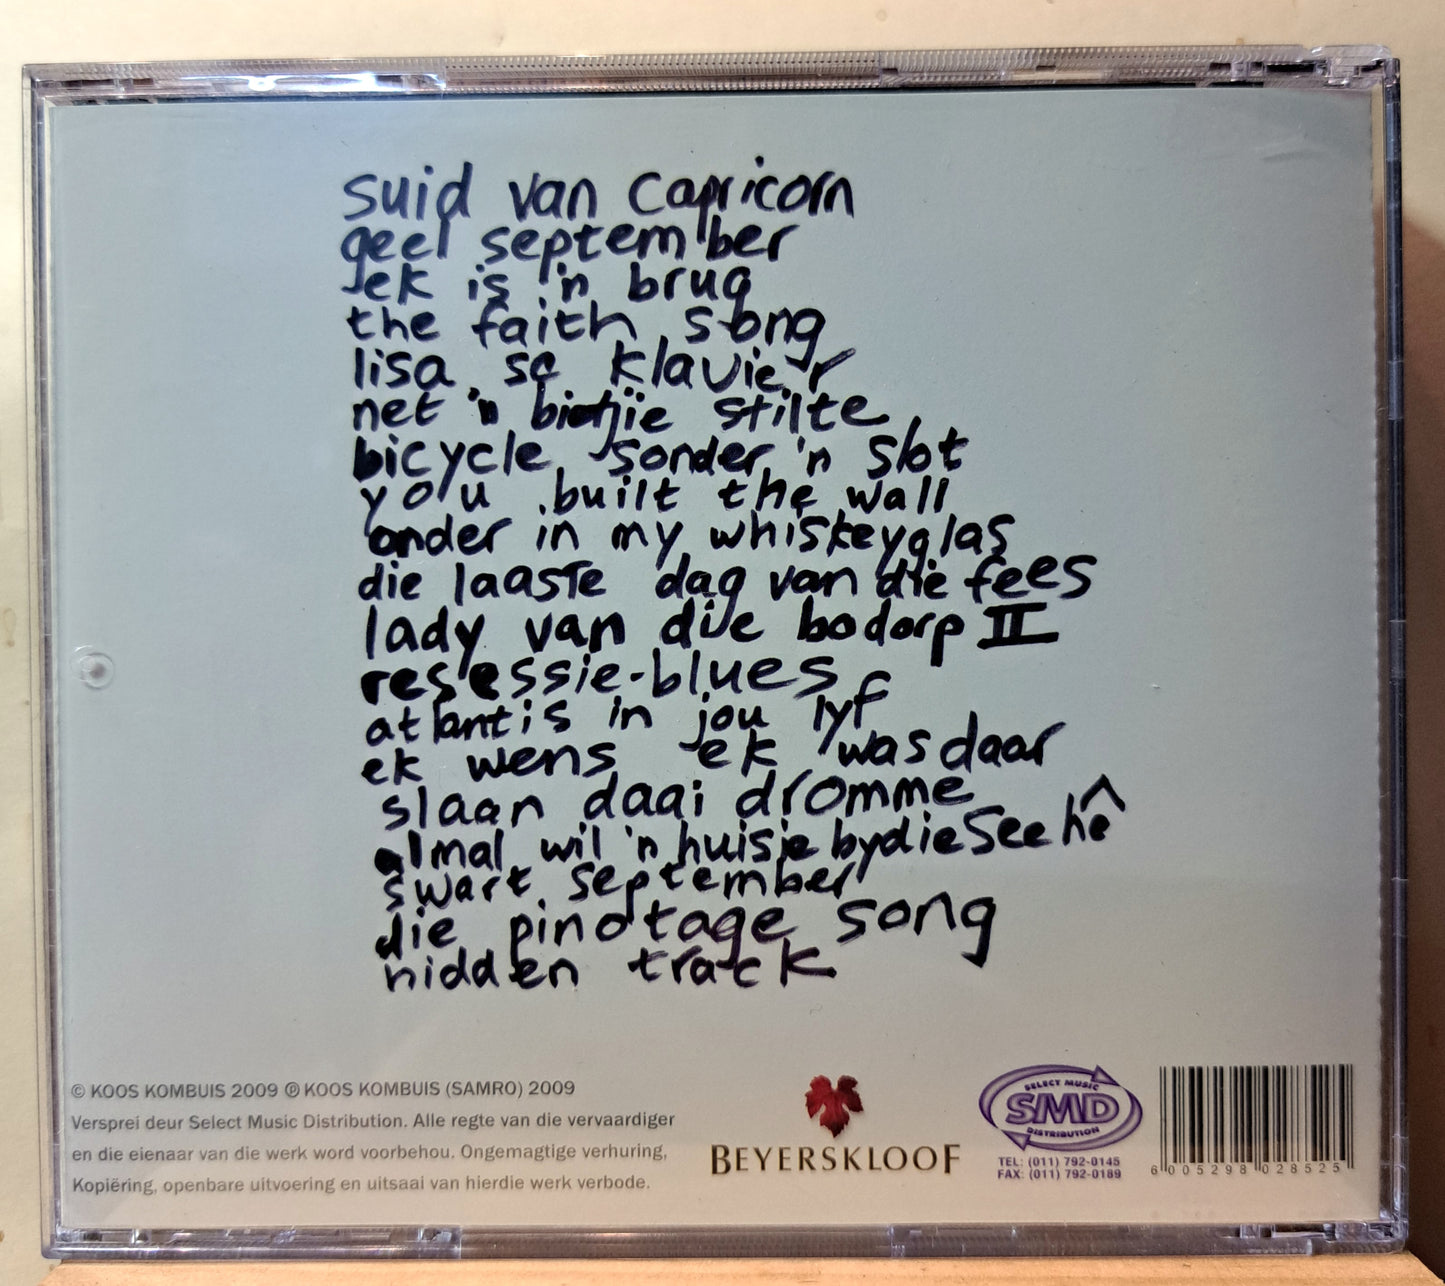 suid van capricorn
geel september
ek is 'n brug
the faith song
lisa se klavier
net 'n bietjie stilte
bicycle sonder 'n slot
you built the wall
onder in my whiskeyglas
die laaste dag van die fees
lady van die bodorp II
resessie-blues
atlantis in jou lyf
ek wens ek was daar
slaan daai dromme
almal wil 'n huisie by die see hê
swart september
die pinotage song
hidden track
© KOOS KOMBUIS 2009 ℗ KOOS KOMBUIS (SAMRO) 2009
Versprei deur Select Music Distribution. Alle regte van die vervaardiger
en die eienaar van die werk word voorbehou. Ongemagtige verhuring,
Kopiëring, openbare uitvoering en uitsaai van hierdie werk verbode.
BEYERSKLOOF
SELECT MUSIC
SMD
DISTRIBUTION
TEL: (011) 792-0145
FAX: (011) 792-0189
6 005298 028525